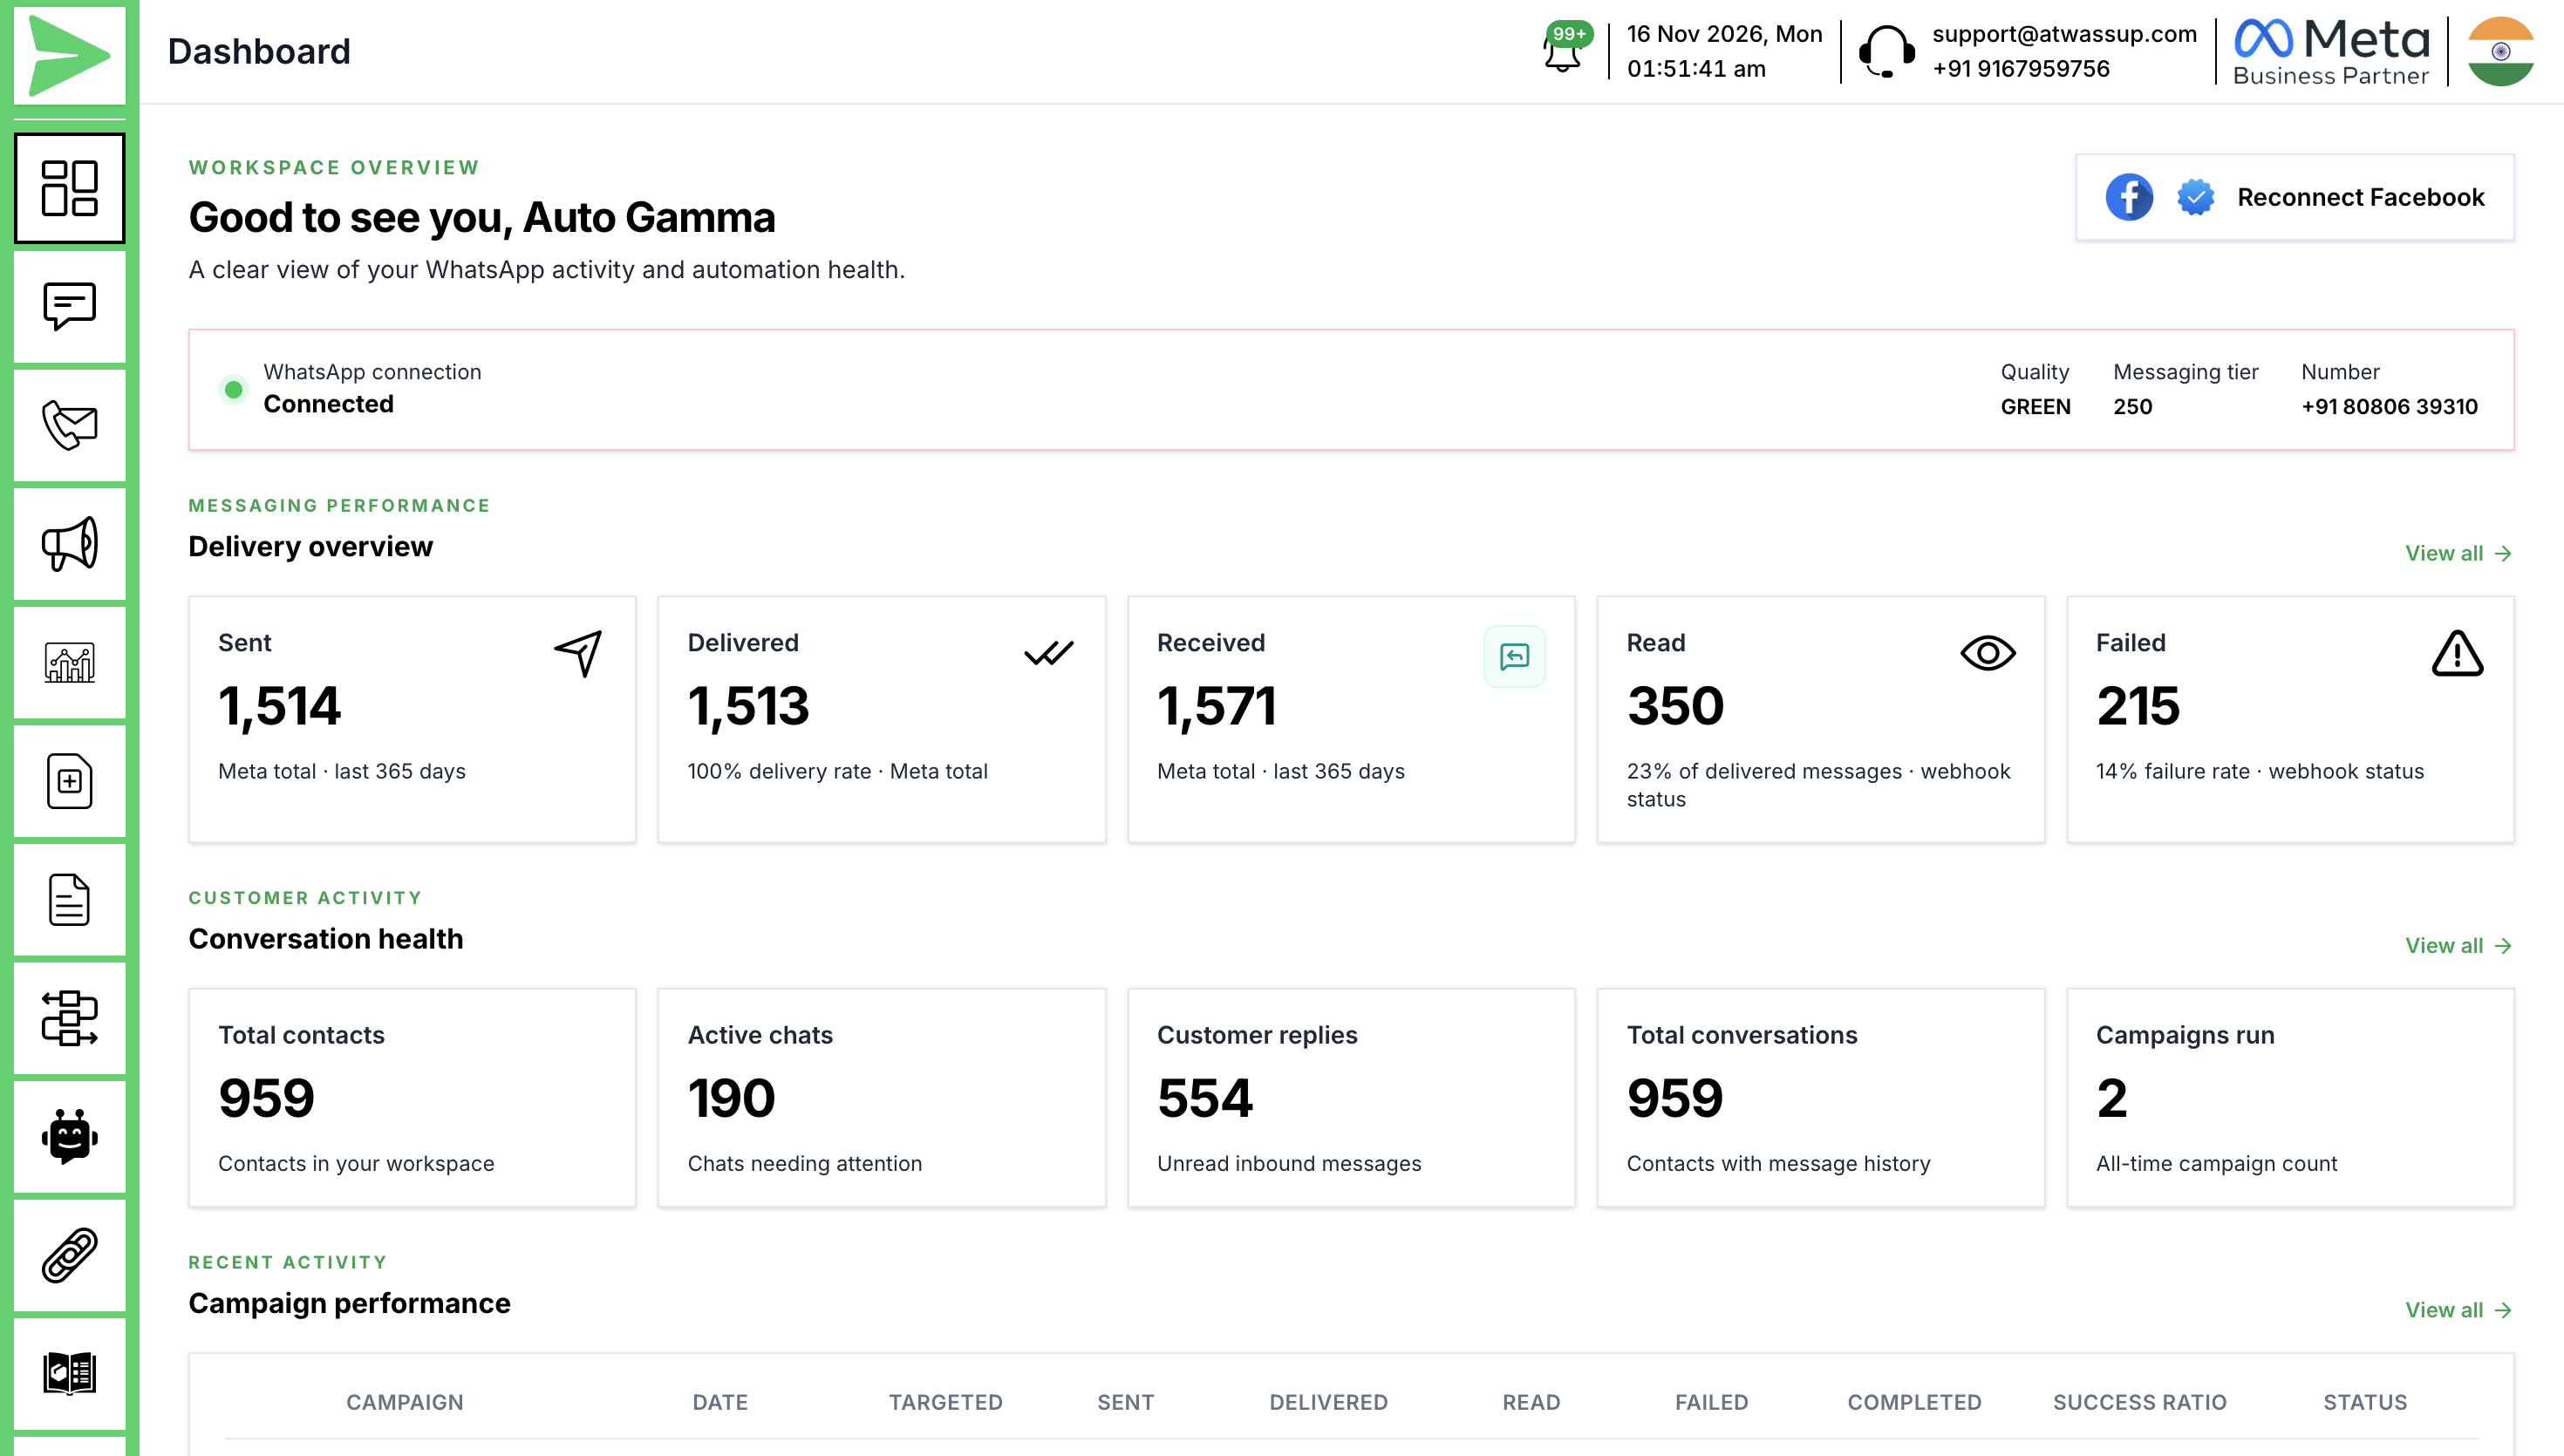 Dashboard
99+
16 Nov 2026, Mon
01:51:41 am
support@atwassup.com
+91 9167959756
Meta
Business Partner
WORKSPACE OVERVIEW
Good to see you, Auto Gamma
A clear view of your WhatsApp activity and automation health.
Reconnect Facebook
WhatsApp connection
Connected
Quality
GREEN
Messaging tier
250
Number
+91 80806 39310
MESSAGING PERFORMANCE
Delivery overview
View all →
Sent
1,514
Meta total · last 365 days
Delivered
1,513
100% delivery rate · Meta total
Received
1,571
Meta total · last 365 days
Read
350
23% of delivered messages · webhook
status
Failed
215
14% failure rate · webhook status
CUSTOMER ACTIVITY
Conversation health
View all →
Total contacts
959
Contacts in your workspace
Active chats
190
Chats needing attention
Customer replies
554
Unread inbound messages
Total conversations
959
Contacts with message history
Campaigns run
2
All-time campaign count
RECENT ACTIVITY
Campaign performance
View all →
CAMPAIGN DATE TARGETED SENT DELIVERED READ FAILED COMPLETED SUCCESS RATIO STATUS